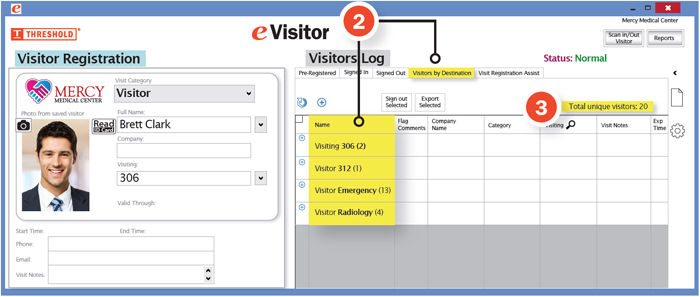 e
Mercy Medical Center
T THRESHOLD
eVisitor
Scan In/Out Visitor
Reports
2
Visitor Registration
Visitors Log
Status: Normal
MERCY
MEDICAL CENTER
Visit Category
Visitor
Photo from saved visitor
Read
ID Card
Full Name:
Brett Clark
Company:
Visiting:
306
Valid Through:
Start Time:
End Time:
Phone:
Email:
Visit Notes:
Pre-Registered
Signed In
Signed Out
Visitors by Destination
Visit Registration Assist
Sign out
Selected
Export
Selected
3
Total unique visitors: 20
Name
Flag
Comments
Company
Name
Category
Visiting
Visit Notes
Exp
Time
Visiting 306 (2)
Visitor 312 (1)
Visitor Emergency (13)
Visitor Radiology (4)